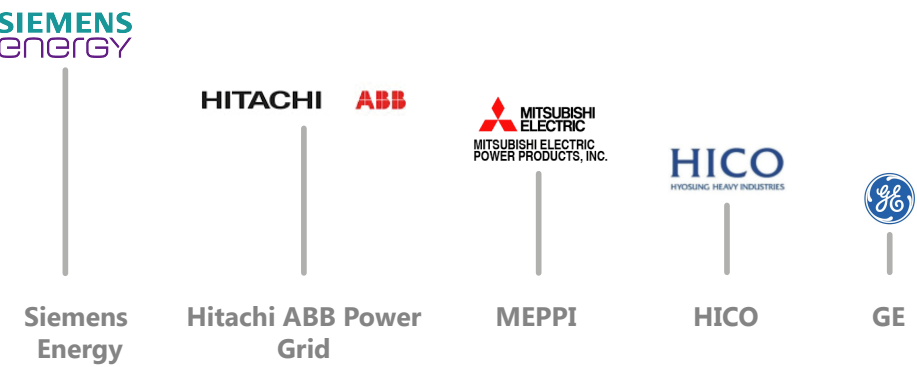 SIEMENS
energy
HITACHI ABB
MITSUBISHI
ELECTRIC
MITSUBISHI ELECTRIC
POWER PRODUCTS, INC.
HICO
HYOSUNG HEAVY INDUSTRIES
GE
Siemens
Energy
Hitachi ABB Power
Grid
MEPPI
HICO
GE